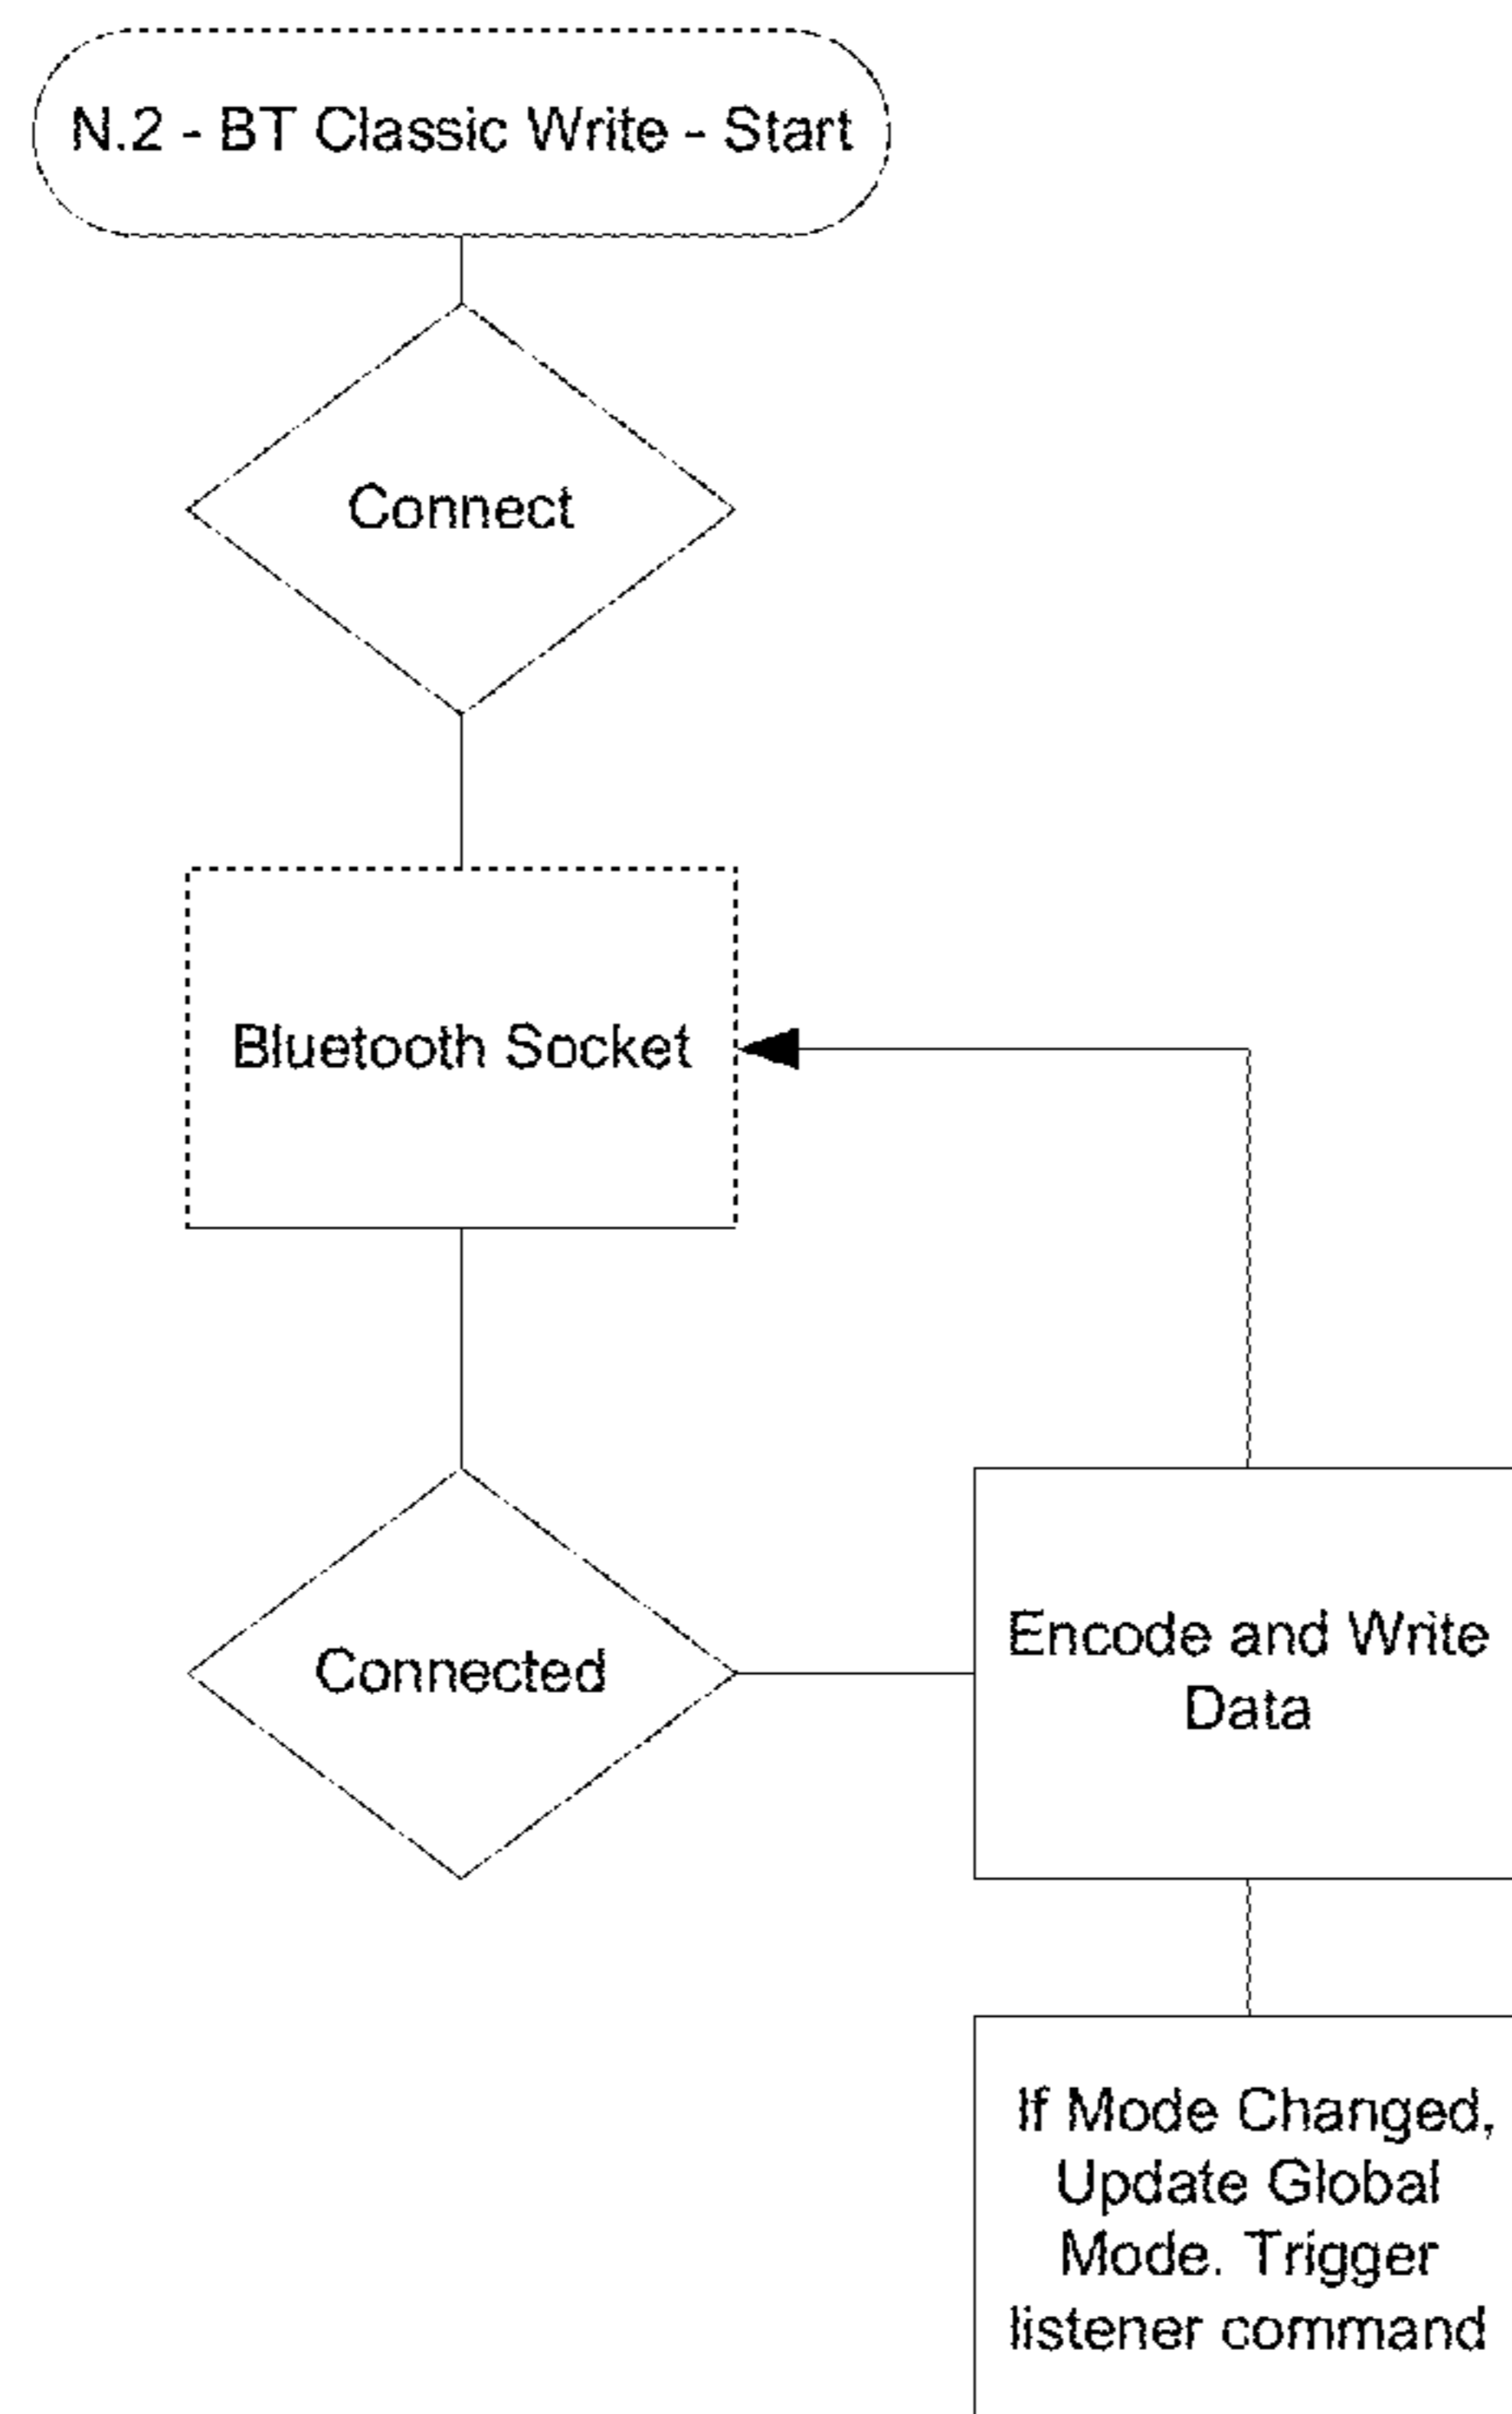 N.2 - BT Classic Write - Start
Connect
Bluetooth Socket
Connected
Encode and Write
Data
If Mode Changed,
Update Global
Mode. Trigger
listener command